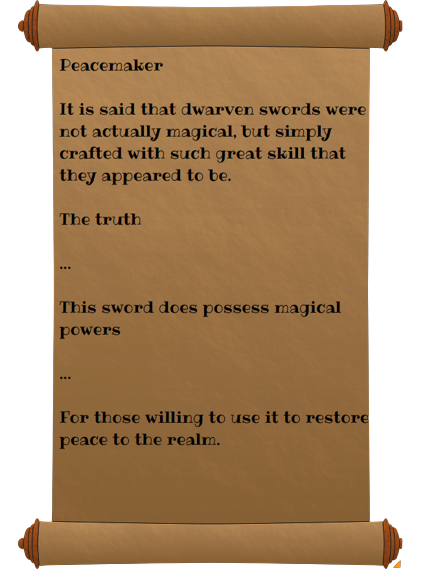 Peacemaker
It is said that dwarven swords were
not actually magical, but simply
crafted with such great skill that
they appeared to be.
The truth
...
This sword does possess magical
powers
...
For those willing to use it to restore
peace to the realm.